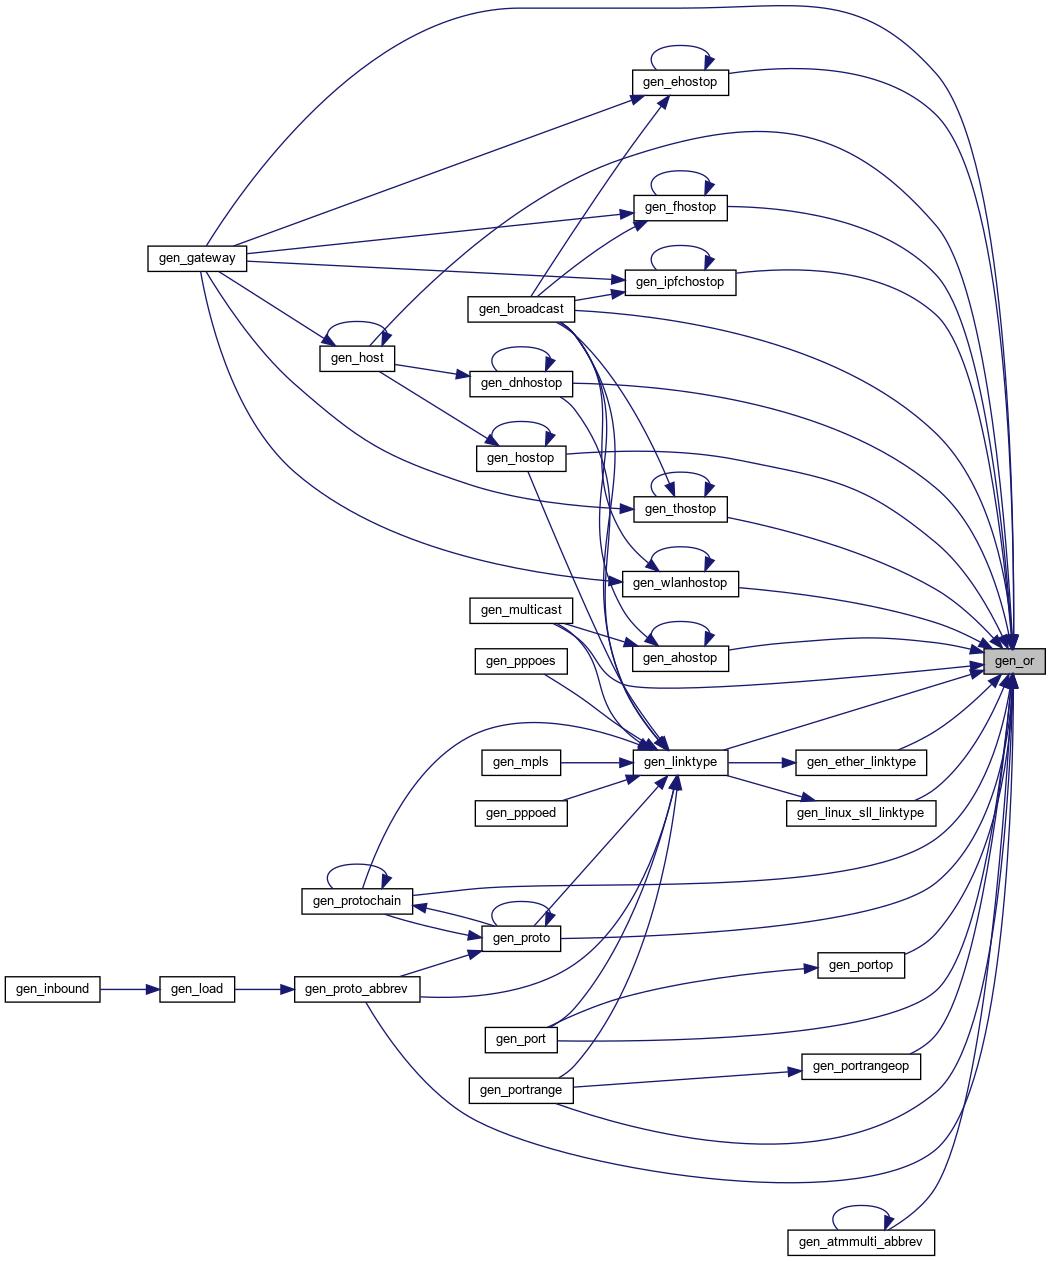 gen_ehostop
gen_fhostop
gen_gateway
gen_ipfchostop
gen_broadcast
gen_host
gen_dnhostop
gen_hostop
gen_thostop
gen_wlanhostop
gen_multicast
gen_ahostop
gen_pppoes
gen_or
gen_mpls
gen_linktype
gen_ether_linktype
gen_pppoed
gen_linux_sll_linktype
gen_protochain
gen_proto
gen_portop
gen_inbound
gen_load
gen_proto_abbrev
gen_port
gen_portrangeop
gen_portrange
gen_atmmulti_abbrev